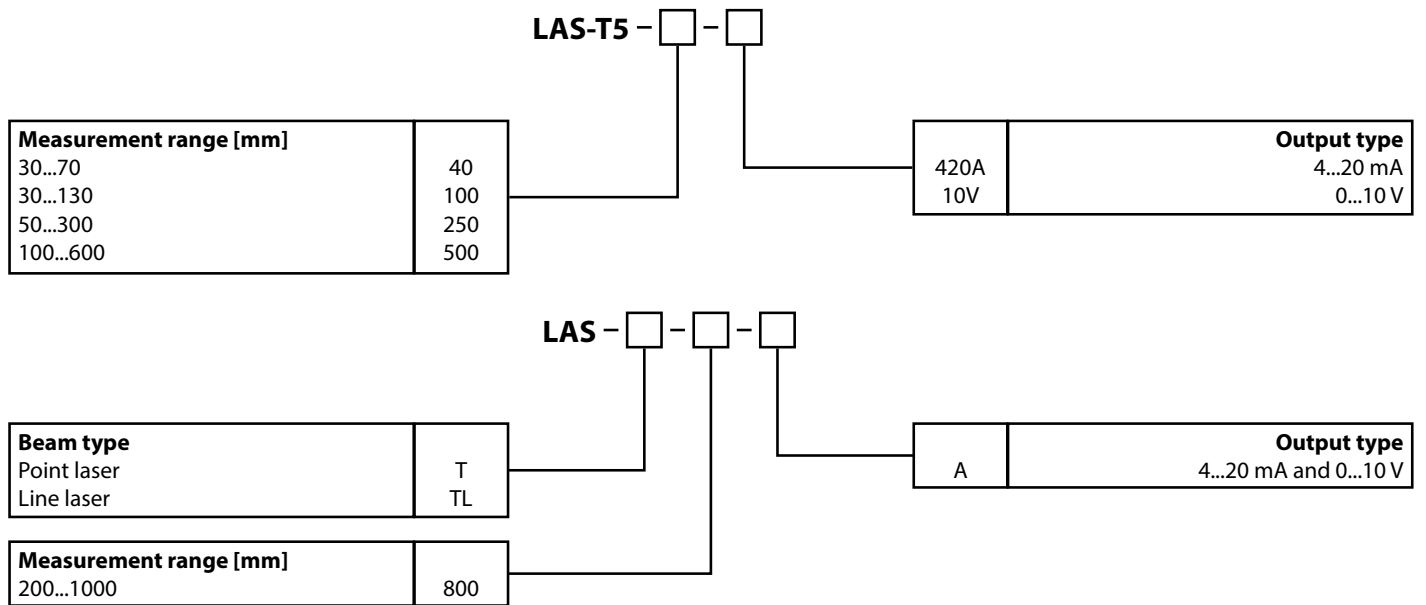 LAS-T5 – –
Measurement range [mm]
30...70 40
30...130 100
50...300 250
100...600 500
Output type
420A 4...20 mA
10V 0...10 V
LAS – – –
Beam type
Point laser T
Line laser TL
Output type
A 4...20 mA and 0...10 V
Measurement range [mm]
200...1000 800